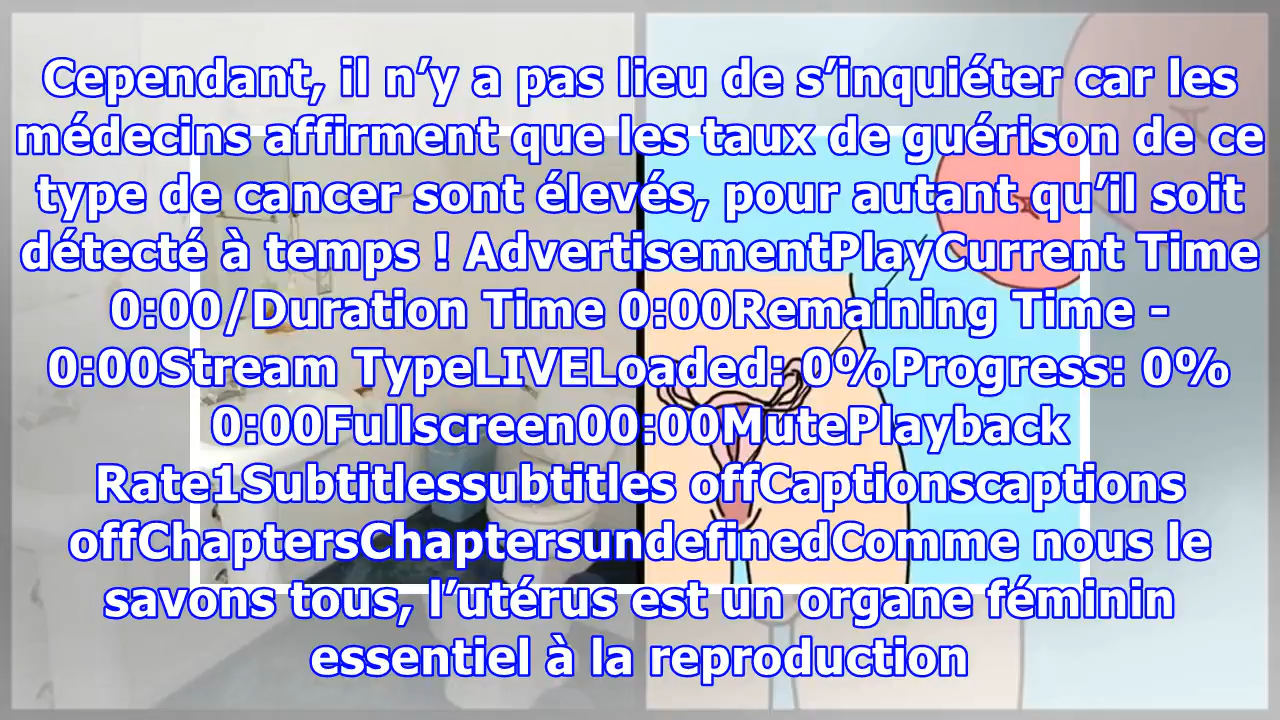 Cependant, il n’y a pas lieu de s’inquiéter car les
médecins affirment que les taux de guérison de ce
type de cancer sont élevés, pour autant qu’il soit
détecté à temps ! AdvertisementPlayCurrent Time
0:00/Duration Time 0:00Remaining Time -
0:00Stream TypeLIVELoaded: 0%Progress: 0%
0:00Fullscreen00:00MutePlayback
Rate1Subtitlessubtitles offCaptionscaptions
offChaptersChaptersundefinedComme nous le
savons tous, l’utérus est un organe féminin
essentiel à la reproduction